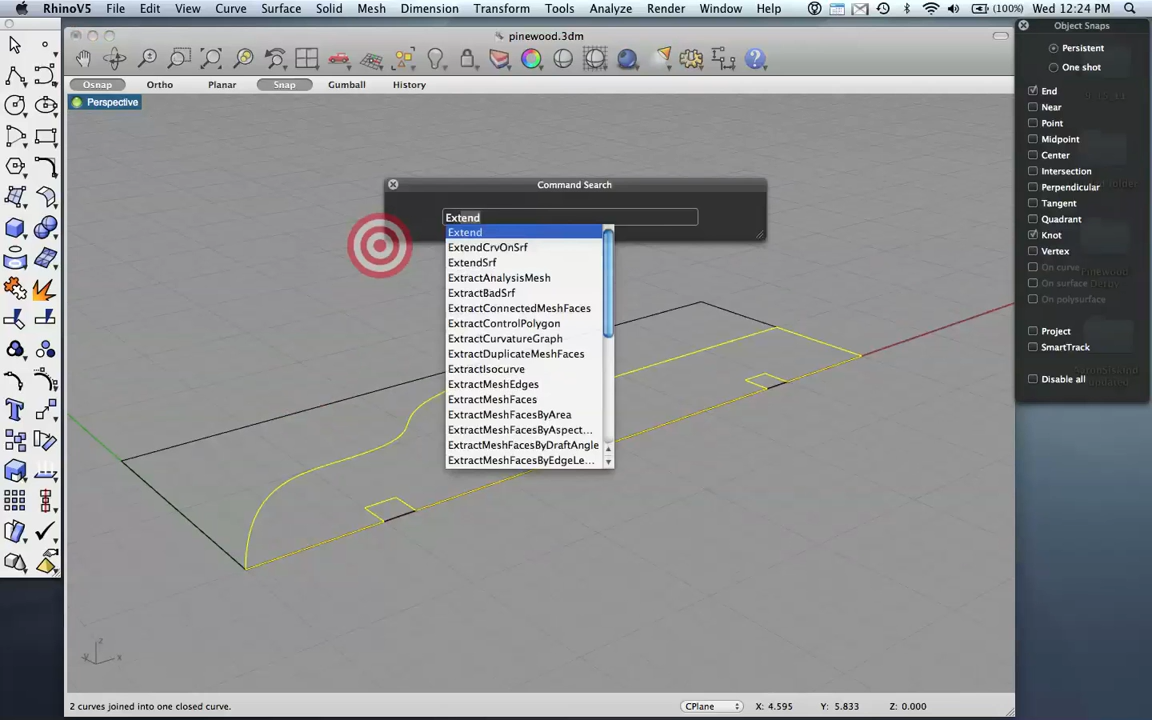 RhinoV5 File Edit View Curve Surface Solid Mesh Dimension Transform Tools Analyze Render Window Help (100%) Wed 12:24 PM
pinewood.3dm
Osnap Ortho Planar Snap Gumball History
Perspective
Command Search
Extend
Extend
ExtendCrvOnSrf
ExtendSrf
ExtractAnalysisMesh
ExtractBadSrf
ExtractConnectedMeshFaces
ExtractControlPolygon
ExtractCurvatureGraph
ExtractDuplicateMeshFaces
ExtractIsocurve
ExtractMeshEdges
ExtractMeshFaces
ExtractMeshFacesByArea
ExtractMeshFacesByAspect...
ExtractMeshFacesByDraftAngle
ExtractMeshFacesByEdgeLe...
z
y
x
2 curves joined into one closed curve.
CPlane
X: 4.595
Y: 5.833
Z: 0.000
Object Snaps
Persistent
One shot
End
Near
Point
Midpoint
Center
Intersection
Perpendicular
Tangent
Quadrant
Knot
Vertex
On curve
On surface
On polysurface
Project
SmartTrack
Disable all